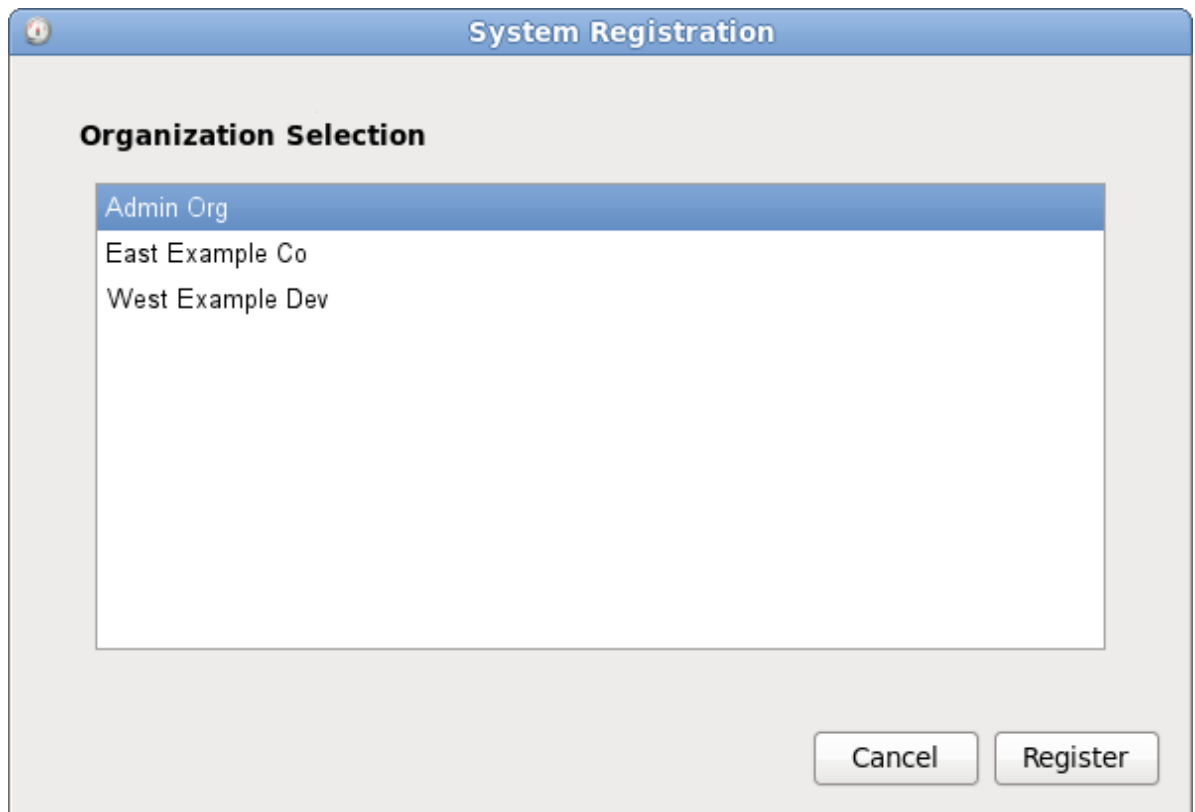 System Registration
Organization Selection
Admin Org
East Example Co
West Example Dev
Cancel Register